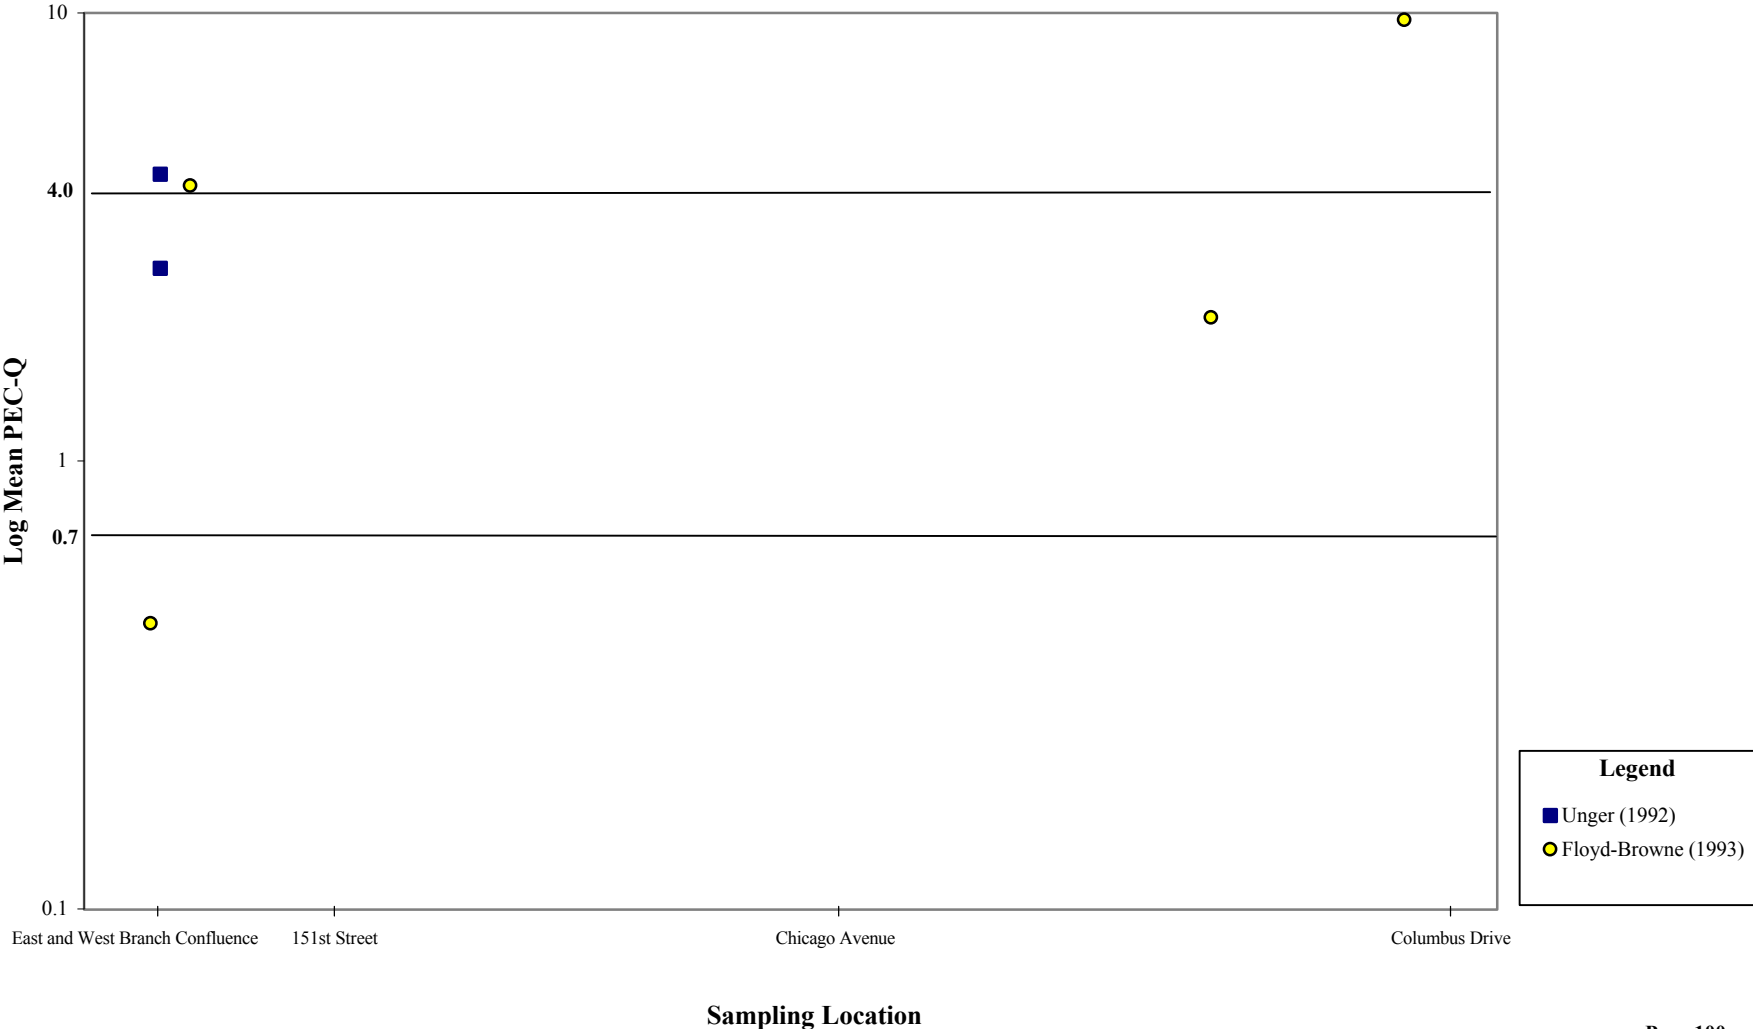 10
4.0
1
0.7
0.1
Log Mean PEC-Q
East and West Branch Confluence 151st Street Chicago Avenue Columbus Drive
Sampling Location
Legend
Unger (1992)
Floyd-Browne (1993)